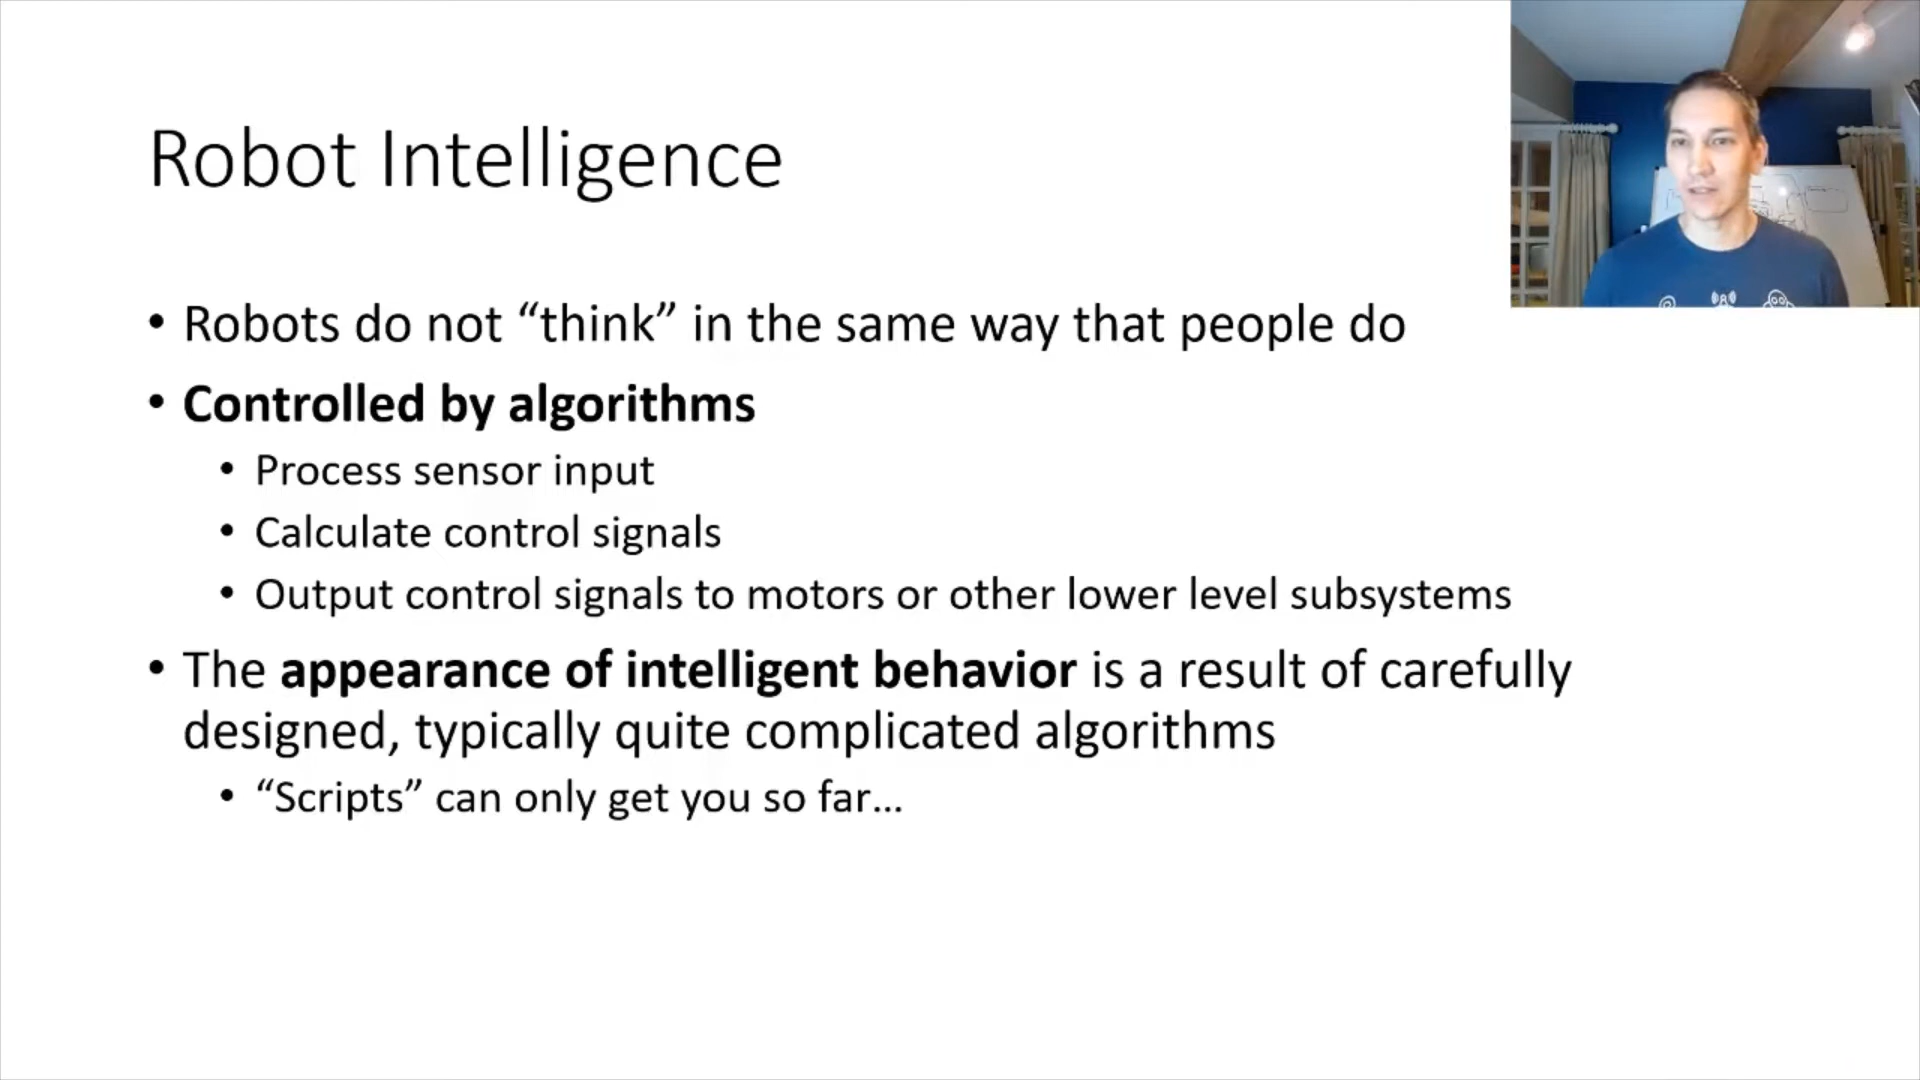 Robot Intelligence
• Robots do not “think” in the same way that people do
• Controlled by algorithms
• Process sensor input
• Calculate control signals
• Output control signals to motors or other lower level subsystems
• The appearance of intelligent behavior is a result of carefully
designed, typically quite complicated algorithms
• “Scripts” can only get you so far...